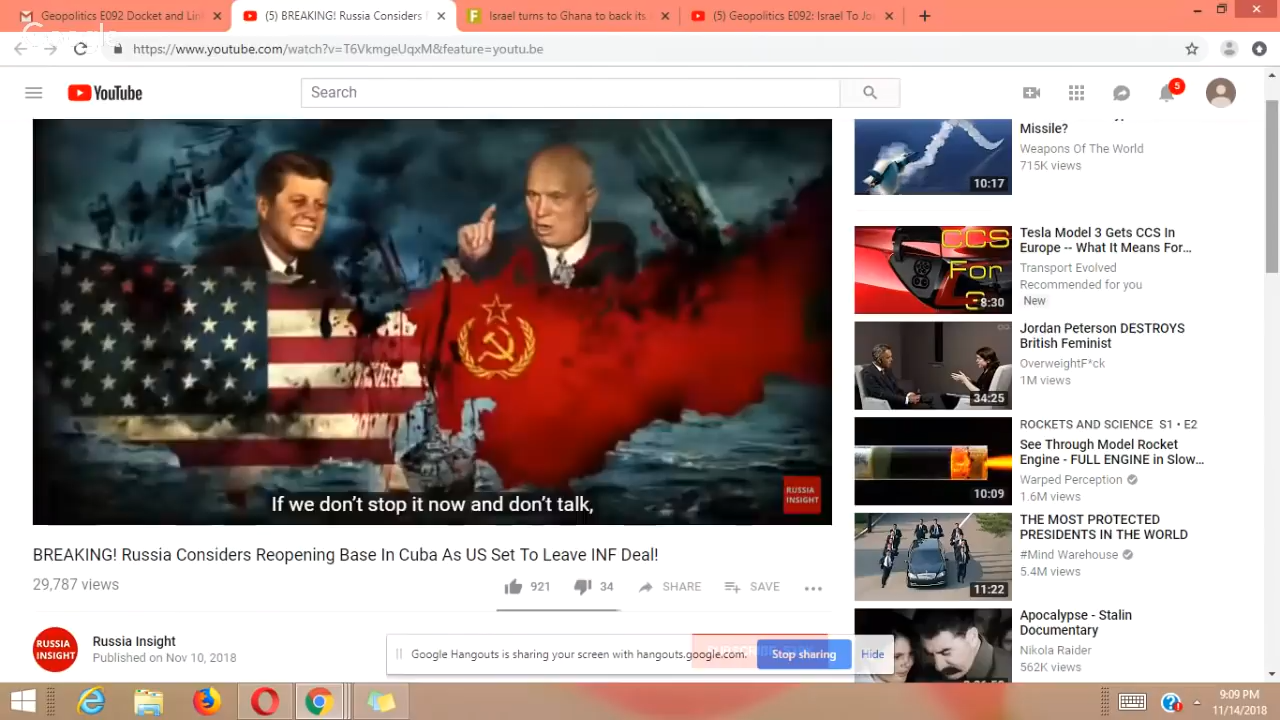 Geopolitics E092 Docket and Lin
(5) BREAKING! Russia Considers
Israel turns to Ghana to back its
(5) Geopolitics E092: Israel To Jo
https://www.youtube.com/watch?v=T6VkmgeUqxM&feature=youtu.be
YouTube
Search
5
If we don't stop it now and don't talk,
RUSSIA
INSIGHT
BREAKING! Russia Considers Reopening Base In Cuba As US Set To Leave INF Deal!
29,787 views
921
34
SHARE
SAVE
RUSSIA
INSIGHT
Russia Insight
Published on Nov 10, 2018
Missile?
Weapons Of The World
715K views
10:17
Tesla Model 3 Gets CCS In
Europe -- What It Means For...
Transport Evolved
Recommended for you
New
CCS
For
3
8:30
Jordan Peterson DESTROYS
British Feminist
OverweightF*ck
1M views
34:25
ROCKETS AND SCIENCE S1 • E2
See Through Model Rocket
Engine - FULL ENGINE in Slow...
Warped Perception
1.6M views
10:09
THE MOST PROTECTED
PRESIDENTS IN THE WORLD
#Mind Warehouse
5.4M views
11:22
Apocalypse - Stalin
Documentary
Nikola Raider
562K views
Google Hangouts is sharing your screen with hangouts.google.com.
Stop sharing
Hide
9:09 PM
11/14/2018